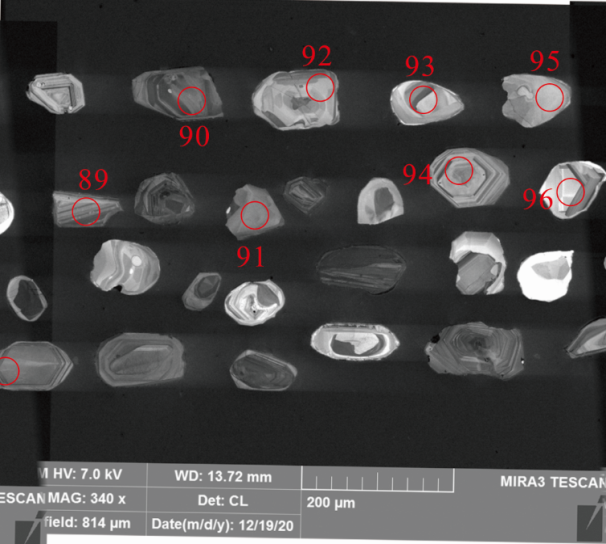 92
93
95
90
94
89
96
91
M HV: 7.0 kV
WD: 13.72 mm
MIRA3 TESCAN
ESCAN
MAG: 340 x
Det: CL
200 µm
field: 814 µm
Date(m/d/y): 12/19/20